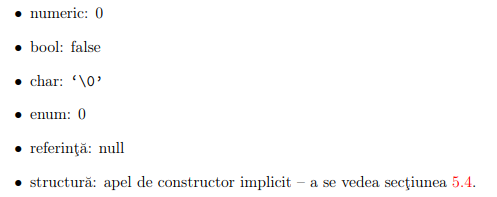 • numeric: 0
• bool: false
• char: ‘\0’
• enum: 0
• referinţă: null
• structură: apel de constructor implicit – a se vedea secţiunea 5.4.